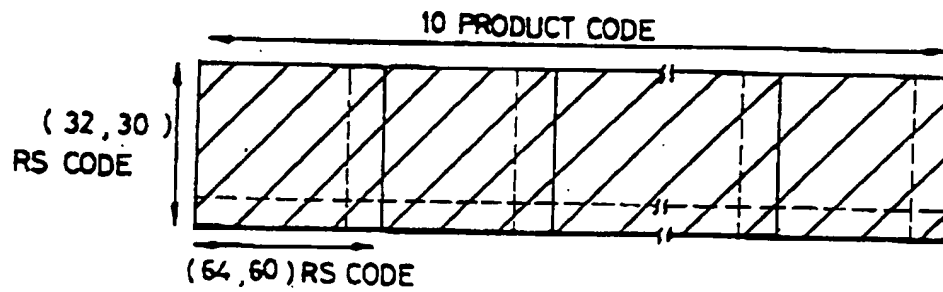 10 PRODUCT CODE
( 32 , 30 )
RS CODE
( 64 , 60 ) RS CODE